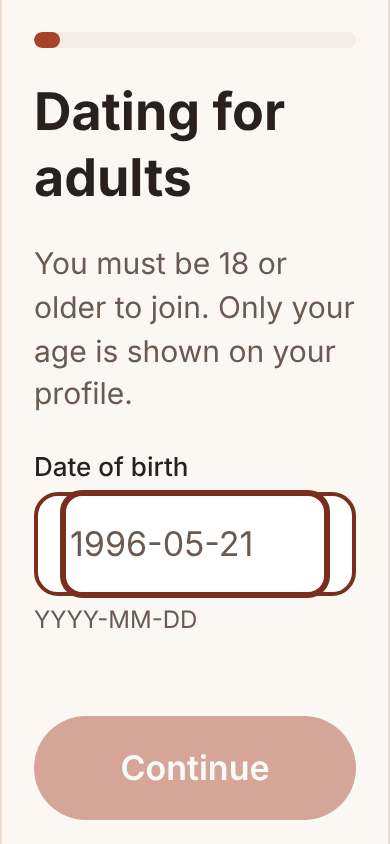 Dating for
adults
You must be 18 or
older to join. Only your
age is shown on your
profile.
Date of birth
1996-05-21
YYYY-MM-DD
Continue